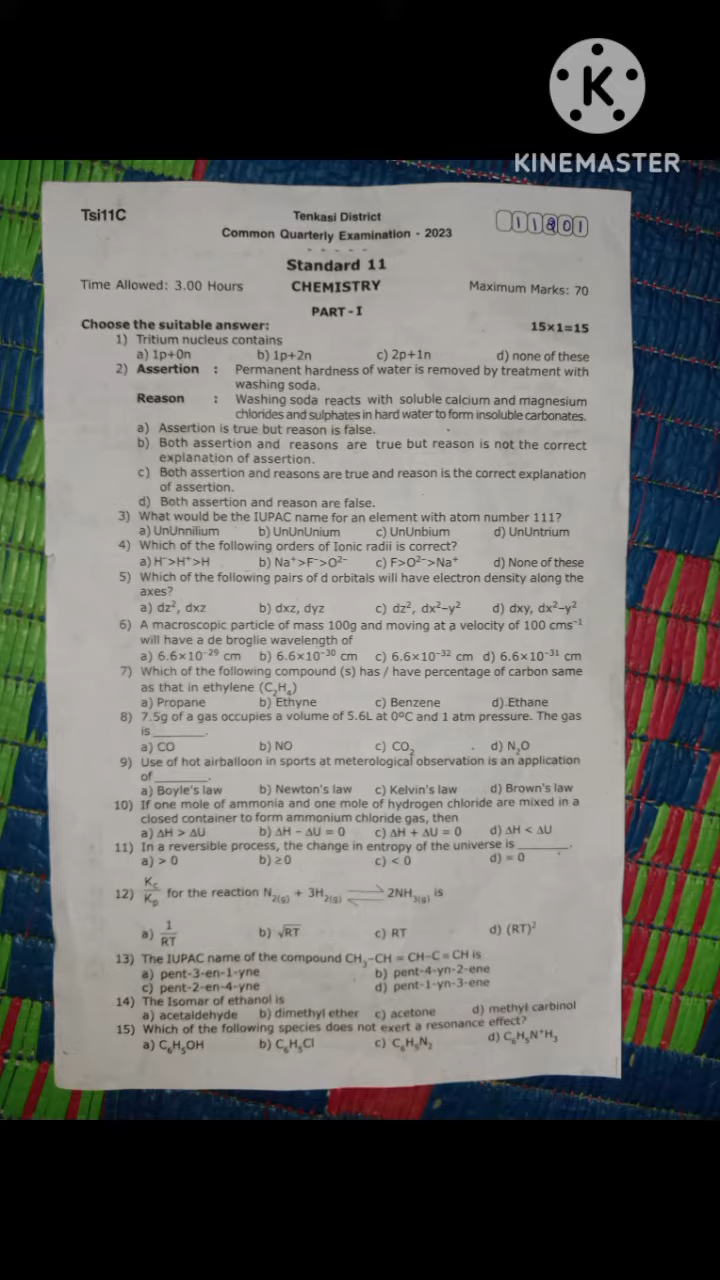 K
KINEMASTER
Tsi11C
Tenkasi District
11201
Common Quarterly Examination - 2023
Standard 11
Time Allowed: 3.00 Hours CHEMISTRY Maximum Marks: 70
PART - I
Choose the suitable answer: 15×1=15
1) Tritium nucleus contains
a) 1p+0n b) 1p+2n c) 2p+1n d) none of these
2) Assertion : Permanent hardness of water is removed by treatment with
washing soda.
Reason : Washing soda reacts with soluble calcium and magnesium
chlorides and sulphates in hard water to form insoluble carbonates.
a) Assertion is true but reason is false.
b) Both assertion and reasons are true but reason is not the correct
explanation of assertion.
c) Both assertion and reasons are true and reason is the correct explanation
of assertion.
d) Both assertion and reason are false.
3) What would be the IUPAC name for an element with atom number 111?
a) UnUnnilium b) UnUnUnium c) UnUnbium d) UnUntrium
4) Which of the following orders of Ionic radii is correct?
a) H⁻>H⁺>H b) Na⁺>F⁻>O²⁻ c) F>O²⁻>Na⁺ d) None of these
5) Which of the following pairs of d orbitals will have electron density along the
axes?
a) dz², dxz b) dxz, dyz c) dz², dx²–y² d) dxy, dx²–y²
6) A macroscopic particle of mass 100g and moving at a velocity of 100 cms⁻¹
will have a de broglie wavelength of
a) 6.6×10⁻²⁹ cm b) 6.6×10⁻³⁰ cm c) 6.6×10⁻³² cm d) 6.6×10⁻³¹ cm
7) Which of the following compound (s) has / have percentage of carbon same
as that in ethylene (C₂H₄)
a) Propane b) Ethyne c) Benzene d) Ethane
8) 7.5g of a gas occupies a volume of 5.6L at 0°C and 1 atm pressure. The gas
is ________.
a) CO b) NO c) CO₂ d) N₂O
9) Use of hot airballoon in sports at meterological observation is an application
of ________.
a) Boyle's law b) Newton's law c) Kelvin's law d) Brown's law
10) If one mole of ammonia and one mole of hydrogen chloride are mixed in a
closed container to form ammonium chloride gas, then
a) ΔH > ΔU b) ΔH – ΔU = 0 c) ΔH + ΔU = 0 d) ΔH < ΔU
11) In a reversible process, the change in entropy of the universe is ________.
a) > 0 b) ≥ 0 c) < 0 d) = 0
12) Kc/Kp for the reaction N₂(g) + 3H₂(g) ⇌ 2NH₃(g) is
a) 1/RT b) √RT c) RT d) (RT)²
13) The IUPAC name of the compound CH₃–CH = CH–C ≡ CH is
a) pent-3-en-1-yne b) pent-4-yn-2-ene
c) pent-2-en-4-yne d) pent-1-yn-3-ene
14) The Isomar of ethanol is
a) acetaldehyde b) dimethyl ether c) acetone d) methyl carbinol
15) Which of the following species does not exert a resonance effect?
a) C₆H₅OH b) C₆H₅Cl c) C₆H₅N₂ d) C₆H₅N⁺H₃